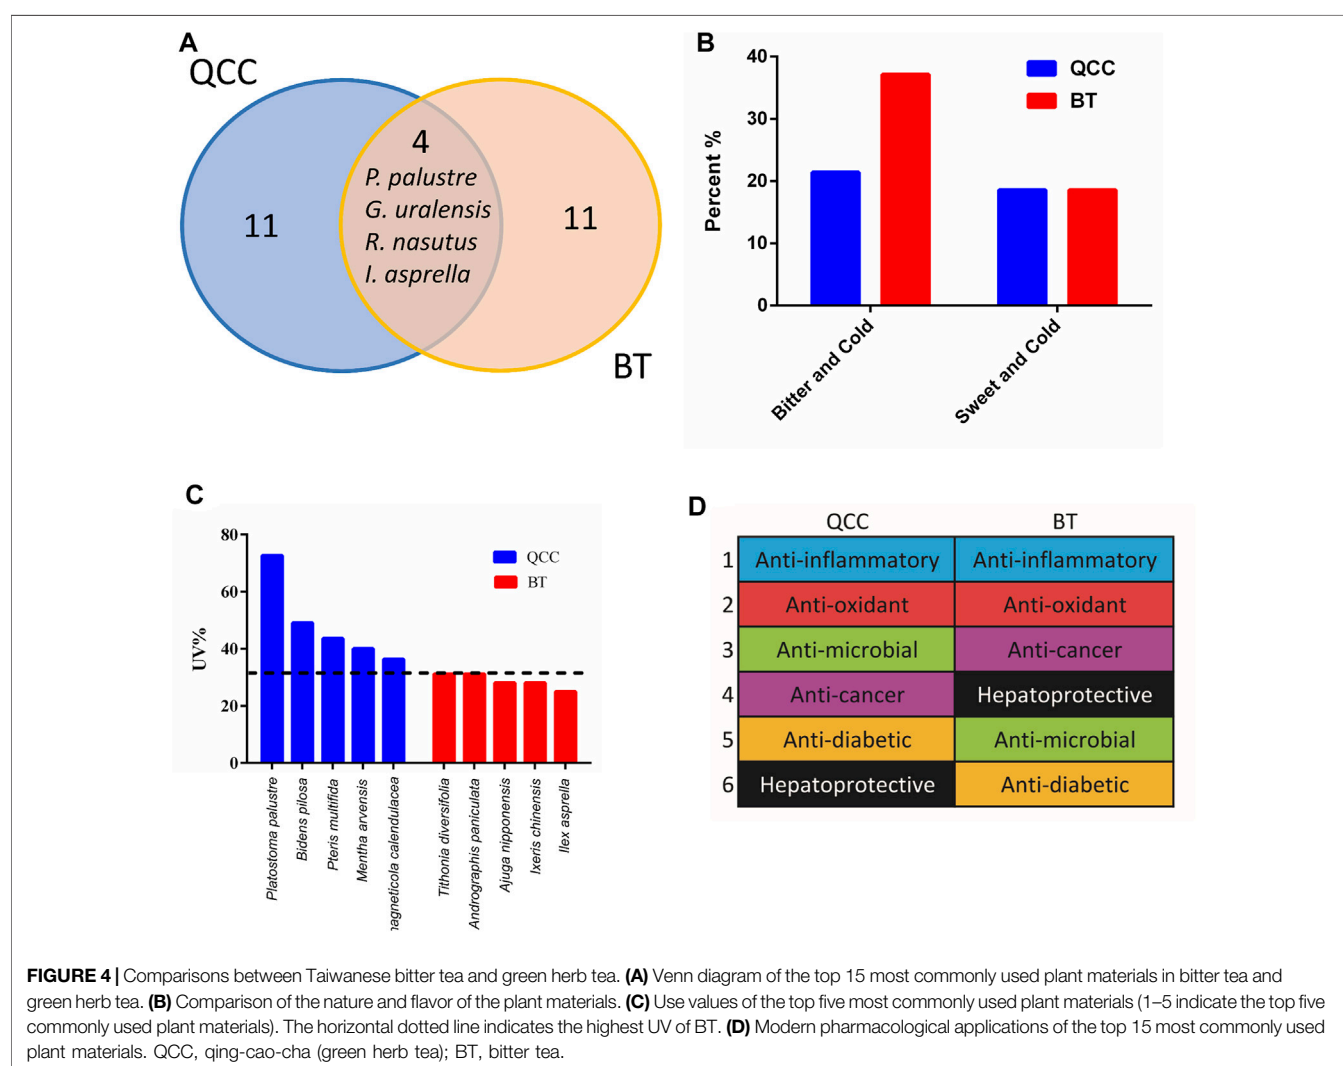 A
QCC
4
P. palustre
G. uralensis
R. nasutus
I. asprella
11
11
BT
B
40
30
20
10
0
Percent %
QCC
BT
Bitter and Cold
Sweet and Cold
C
80
60
40
20
0
UV%
QCC
BT
Platostoma palustre
Bidens pilosa
Pteris multifida
Mentha arvensis
agneticola calendulacea
Tithonia diversifolia
Andrographis paniculata
Ajuga nipponensis
Ixeris chinensis
Ilex asprella
D
QCC BT
1 Anti-inflammatory Anti-inflammatory
2 Anti-oxidant Anti-oxidant
3 Anti-microbial Anti-cancer
4 Anti-cancer Hepatoprotective
5 Anti-diabetic Anti-microbial
6 Hepatoprotective Anti-diabetic
FIGURE 4 | Comparisons between Taiwanese bitter tea and green herb tea. (A) Venn diagram of the top 15 most commonly used plant materials in bitter tea and
green herb tea. (B) Comparison of the nature and flavor of the plant materials. (C) Use values of the top five most commonly used plant materials (1–5 indicate the top five
commonly used plant materials). The horizontal dotted line indicates the highest UV of BT. (D) Modern pharmacological applications of the top 15 most commonly used
plant materials. QCC, qing-cao-cha (green herb tea); BT, bitter tea.